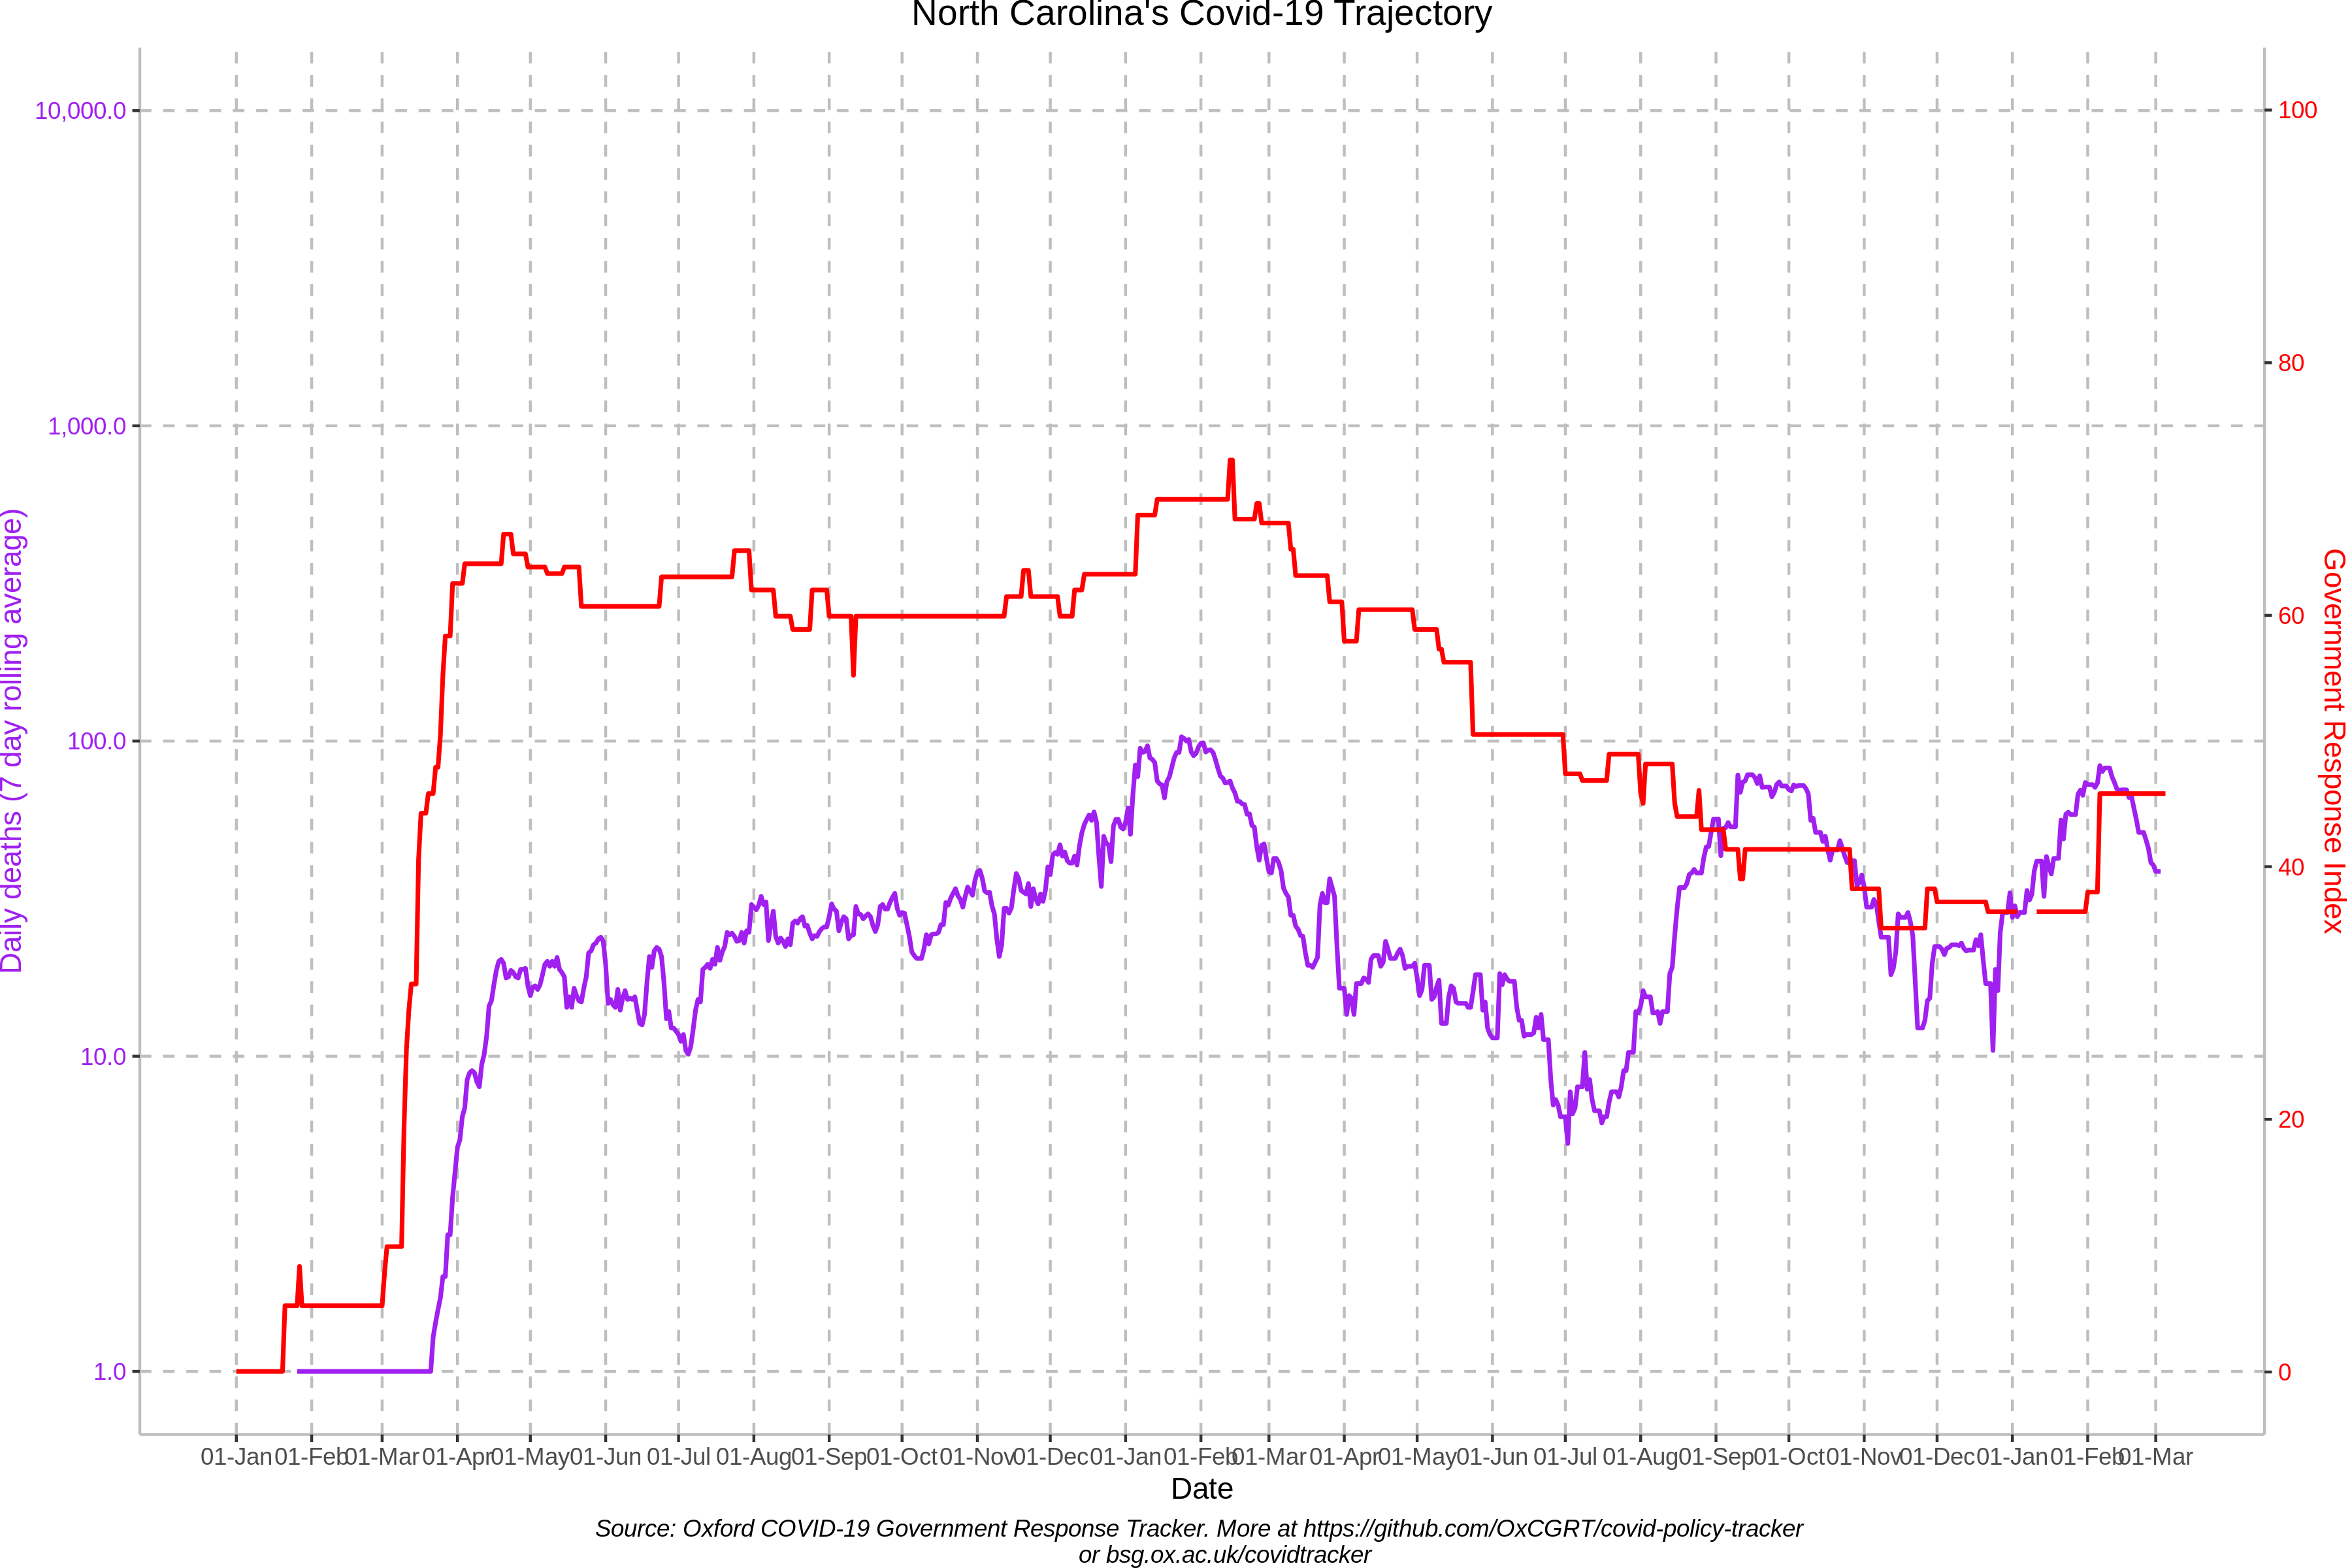 North Carolina's Covid-19 Trajectory
10,000.0
1,000.0
100.0
10.0
1.0
Daily deaths (7 day rolling average)
100
80
60
40
20
0
Government Response Index
01-Jan 01-Feb 01-Mar 01-Apr 01-May 01-Jun 01-Jul 01-Aug 01-Sep 01-Oct 01-Nov 01-Dec 01-Jan 01-Feb 01-Mar 01-Apr 01-May 01-Jun 01-Jul 01-Aug 01-Sep 01-Oct 01-Nov 01-Dec 01-Jan 01-Feb 01-Mar
Date
Source: Oxford COVID-19 Government Response Tracker. More at https://github.com/OxCGRT/covid-policy-tracker
or bsg.ox.ac.uk/covidtracker